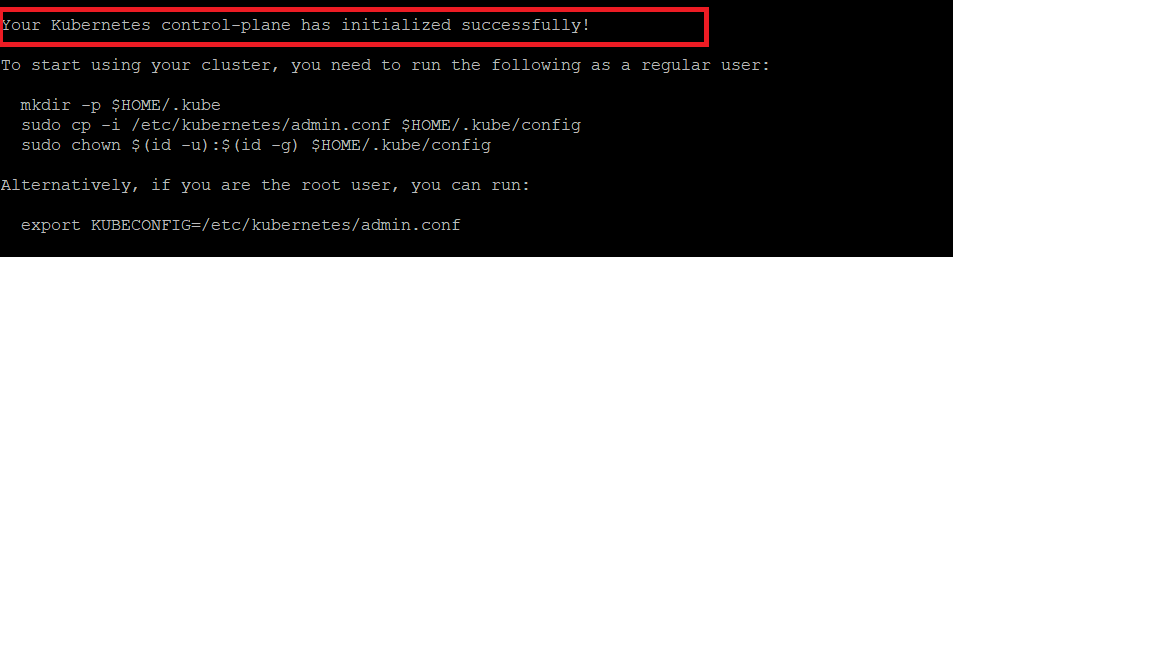 Your Kubernetes control-plane has initialized successfully!
To start using your cluster, you need to run the following as a regular user:
mkdir -p $HOME/.kube
sudo cp -i /etc/kubernetes/admin.conf $HOME/.kube/config
sudo chown $(id -u):$(id -g) $HOME/.kube/config
Alternatively, if you are the root user, you can run:
export KUBECONFIG=/etc/kubernetes/admin.conf